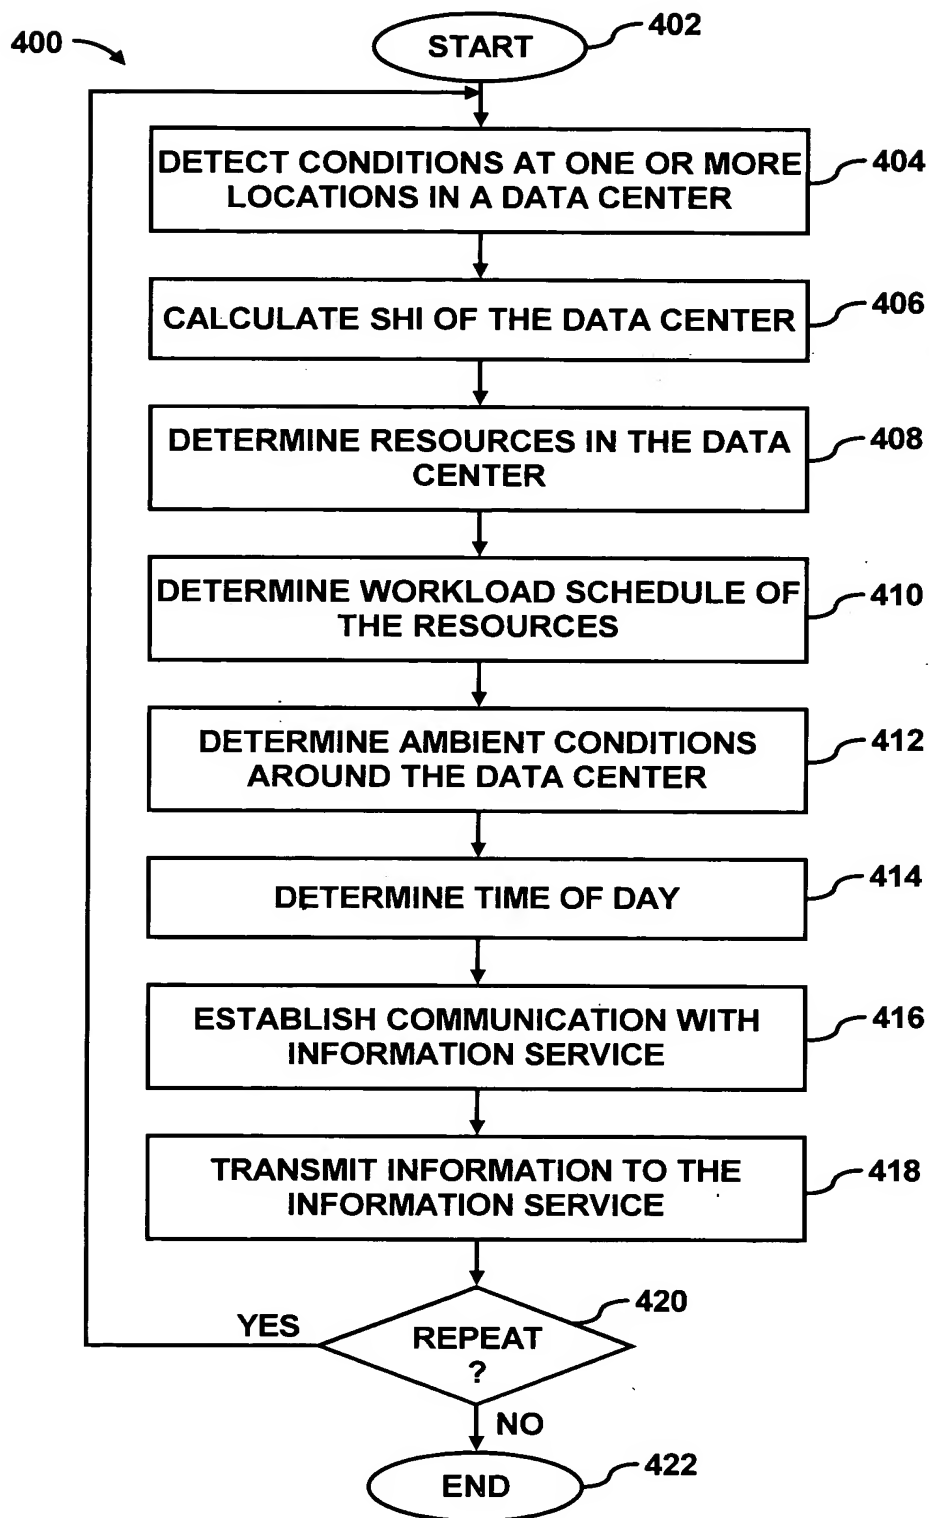 400
START
402
DETECT CONDITIONS AT ONE OR MORE
LOCATIONS IN A DATA CENTER
404
CALCULATE SHI OF THE DATA CENTER
406
DETERMINE RESOURCES IN THE DATA
CENTER
408
DETERMINE WORKLOAD SCHEDULE OF
THE RESOURCES
410
DETERMINE AMBIENT CONDITIONS
AROUND THE DATA CENTER
412
DETERMINE TIME OF DAY
414
ESTABLISH COMMUNICATION WITH
INFORMATION SERVICE
416
TRANSMIT INFORMATION TO THE
INFORMATION SERVICE
418
YES
REPEAT
?
420
NO
END
422